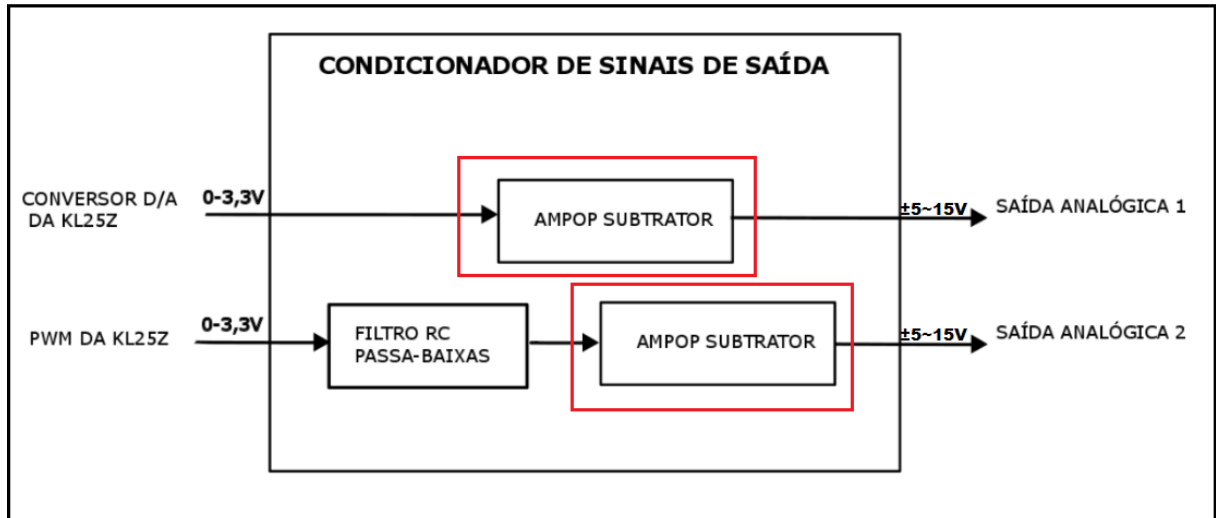 CONDICIONADOR DE SINAIS DE SAÍDA
CONVERSOR D/A
DA KL25Z
0-3,3V
AMPOP SUBTRATOR
±5~15V
SAÍDA ANALÓGICA 1
PWM DA KL25Z
0-3,3V
FILTRO RC
PASSA-BAIXAS
AMPOP SUBTRATOR
±5~15V
SAÍDA ANALÓGICA 2